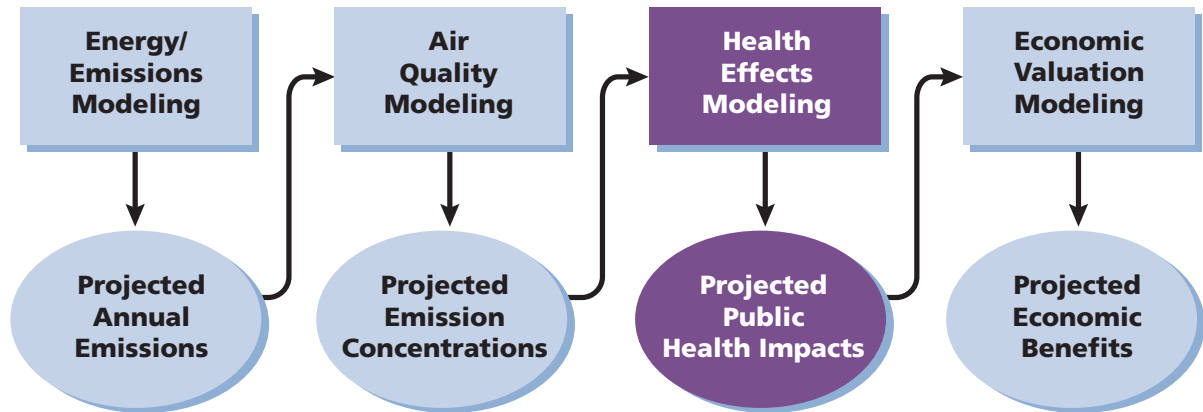 Energy/
Emissions
Modeling
Air
Quality
Modeling
Health
Effects
Modeling
Economic
Valuation
Modeling
Projected
Annual
Emissions
Projected
Emission
Concentrations
Projected
Public
Health Impacts
Projected
Economic
Benefits